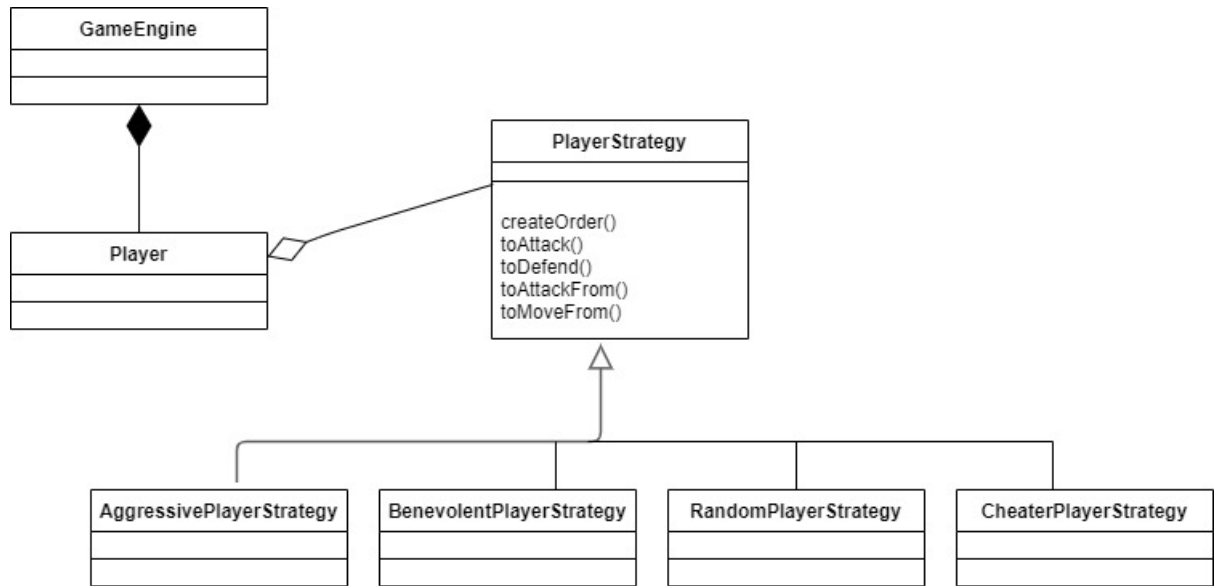 GameEngine
PlayerStrategy
createOrder()
toAttack()
toDefend()
toAttackFrom()
toMoveFrom()
Player
AggressivePlayerStrategy
BenevolentPlayerStrategy
RandomPlayerStrategy
CheaterPlayerStrategy